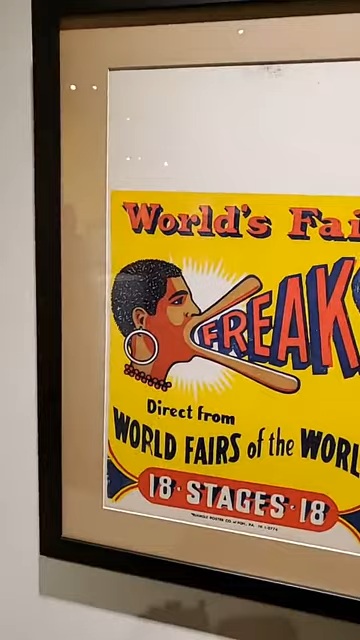 World's Fai
FREAK
Direct from
WORLD FAIRS of the WORL
18 · STAGES · 18